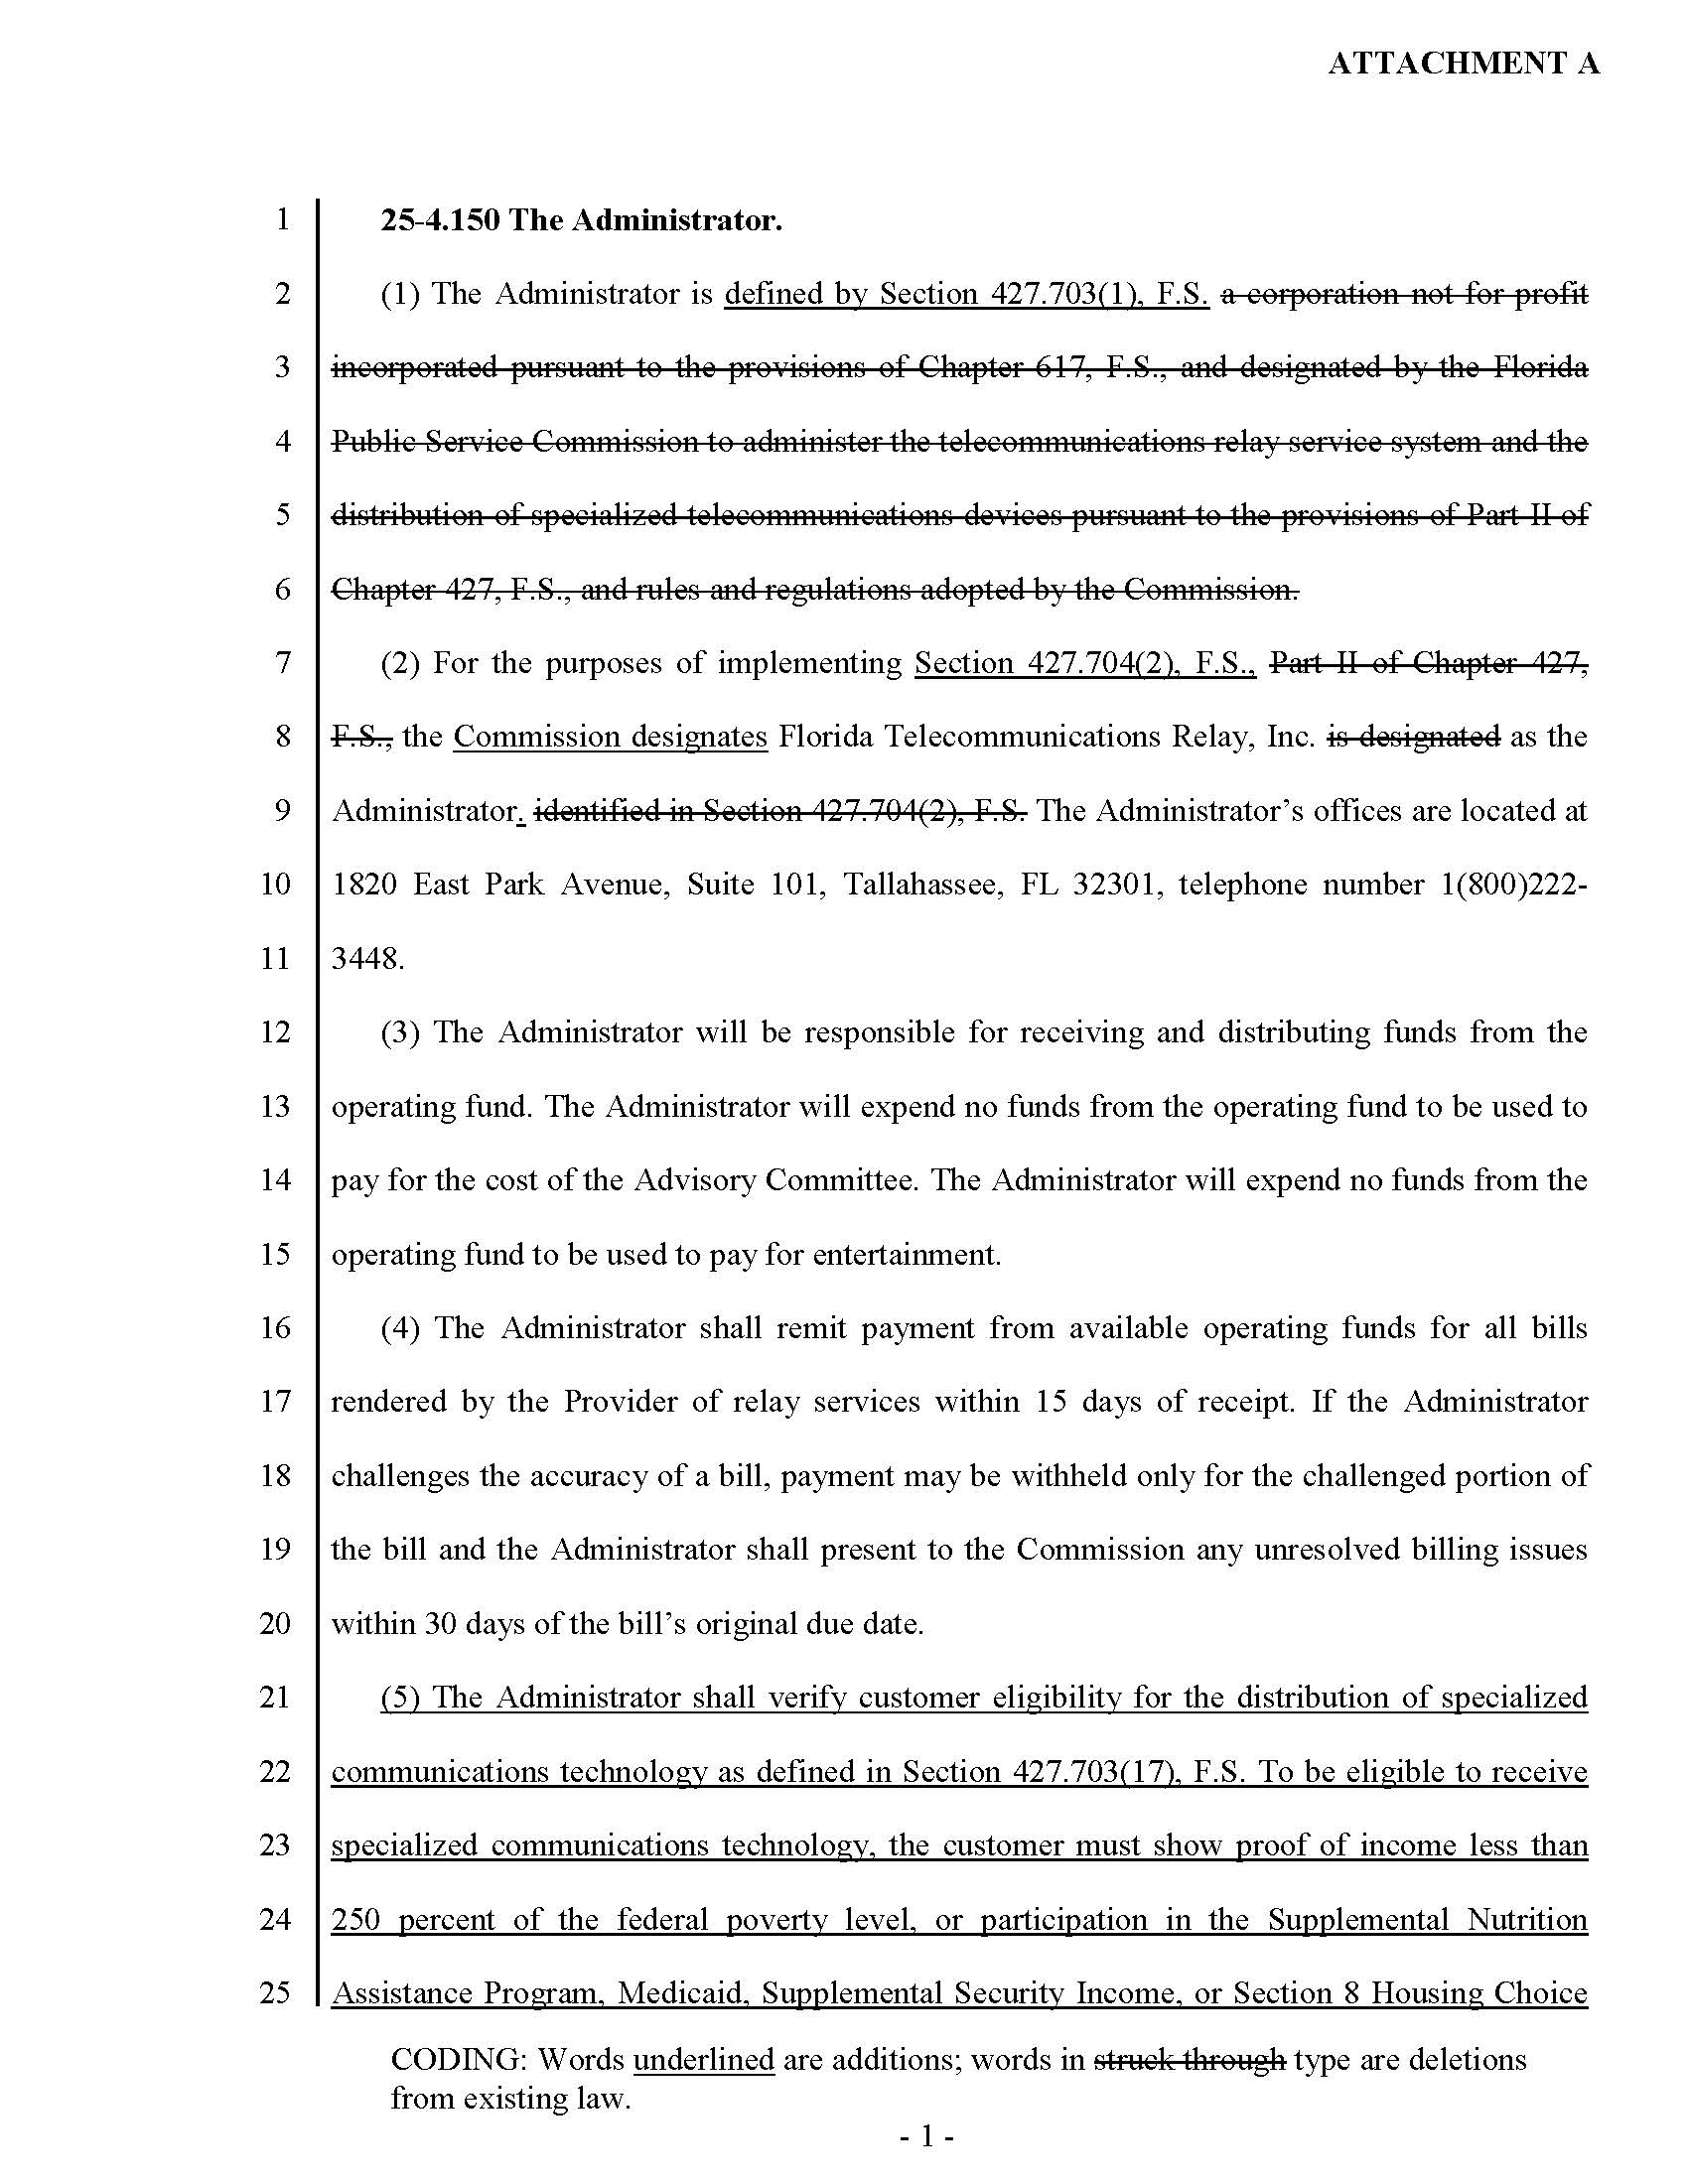 ATTACHMENT A
1 25-4.150 The Administrator.
2 (1) The Administrator is defined by Section 427.703(1), F.S. a corporation not for profit
3 incorporated pursuant to the provisions of Chapter 617, F.S., and designated by the Florida
4 Public Service Commission to administer the telecommunications relay service system and the
5 distribution of specialized telecommunications devices pursuant to the provisions of Part II of
6 Chapter 427, F.S., and rules and regulations adopted by the Commission.
7 (2) For the purposes of implementing Section 427.704(2), F.S., Part II of Chapter 427,
8 F.S., the Commission designates Florida Telecommunications Relay, Inc. is designated as the
9 Administrator. identified in Section 427.704(2), F.S. The Administrator’s offices are located at
10 1820 East Park Avenue, Suite 101, Tallahassee, FL 32301, telephone number 1(800)222-
11 3448.
12 (3) The Administrator will be responsible for receiving and distributing funds from the
13 operating fund. The Administrator will expend no funds from the operating fund to be used to
14 pay for the cost of the Advisory Committee. The Administrator will expend no funds from the
15 operating fund to be used to pay for entertainment.
16 (4) The Administrator shall remit payment from available operating funds for all bills
17 rendered by the Provider of relay services within 15 days of receipt. If the Administrator
18 challenges the accuracy of a bill, payment may be withheld only for the challenged portion of
19 the bill and the Administrator shall present to the Commission any unresolved billing issues
20 within 30 days of the bill’s original due date.
21 (5) The Administrator shall verify customer eligibility for the distribution of specialized
22 communications technology as defined in Section 427.703(17), F.S. To be eligible to receive
23 specialized communications technology, the customer must show proof of income less than
24 250 percent of the federal poverty level, or participation in the Supplemental Nutrition
25 Assistance Program, Medicaid, Supplemental Security Income, or Section 8 Housing Choice
CODING: Words underlined are additions; words in struck through type are deletions
from existing law.
- 1 -